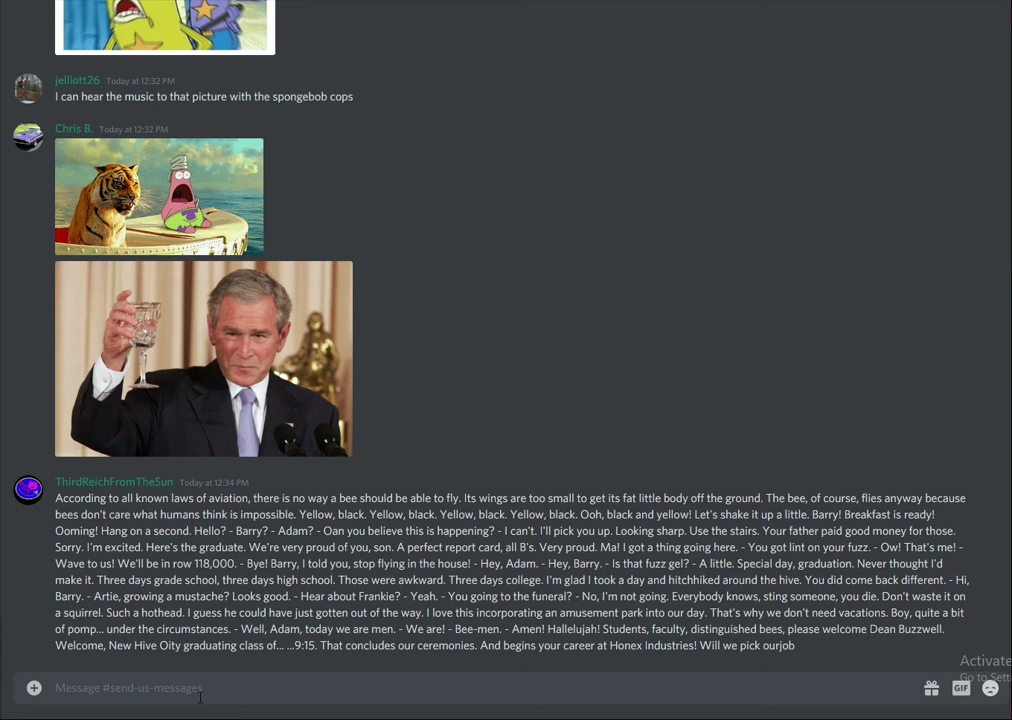 jelliott26 Today at 12:32 PM
I can hear the music to that picture with the spongebob cops
Chris B. Today at 12:32 PM
ThirdReichFromTheSun Today at 12:34 PM
According to all known laws of aviation, there is no way a bee should be able to fly. Its wings are too small to get its fat little body off the ground. The bee, of course, flies anyway because
bees don't care what humans think is impossible. Yellow, black. Yellow, black. Yellow, black. Yellow, black. Ooh, black and yellow! Let's shake it up a little. Barry! Breakfast is ready!
Ooming! Hang on a second. Hello? - Barry? - Adam? - Oan you believe this is happening? - I can't. I'll pick you up. Looking sharp. Use the stairs. Your father paid good money for those.
Sorry. I'm excited. Here's the graduate. We're very proud of you, son. A perfect report card, all B's. Very proud. Ma! I got a thing going here. - You got lint on your fuzz. - Ow! That's me! -
Wave to us! We'll be in row 118,000. - Bye! Barry, I told you, stop flying in the house! - Hey, Adam. - Hey, Barry. - Is that fuzz gel? - A little. Special day, graduation. Never thought I'd
make it. Three days grade school, three days high school. Those were awkward. Three days college. I'm glad I took a day and hitchhiked around the hive. You did come back different. - Hi,
Barry. - Artie, growing a mustache? Looks good. - Hear about Frankie? - Yeah. - You going to the funeral? - No, I'm not going. Everybody knows, sting someone, you die. Don't waste it on
a squirrel. Such a hothead. I guess he could have just gotten out of the way. I love this incorporating an amusement park into our day. That's why we don't need vacations. Boy, quite a bit
of pomp... under the circumstances. - Well, Adam, today we are men. - We are! - Bee-men. - Amen! Hallelujah! Students, faculty, distinguished bees, please welcome Dean Buzzwell.
Welcome, New Hive Oity graduating class of... ...9:15. That concludes our ceremonies. And begins your career at Honex Industries! Will we pick ourjob
Activate
Go to Sett
Message #send-us-messages
GIF